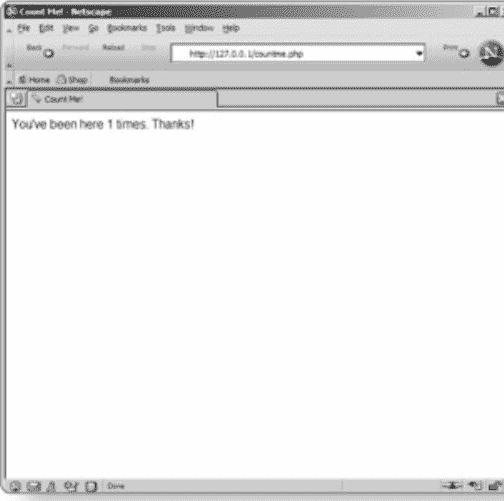 Count Me! - Netscape
File Edit View Go Bookmarks Tools Window Help
Back Forward Reload Stop http://127.0.0.1/countme.php Print
Home Shop Bookmarks
Count Me!
You've been here 1 times. Thanks!
Done